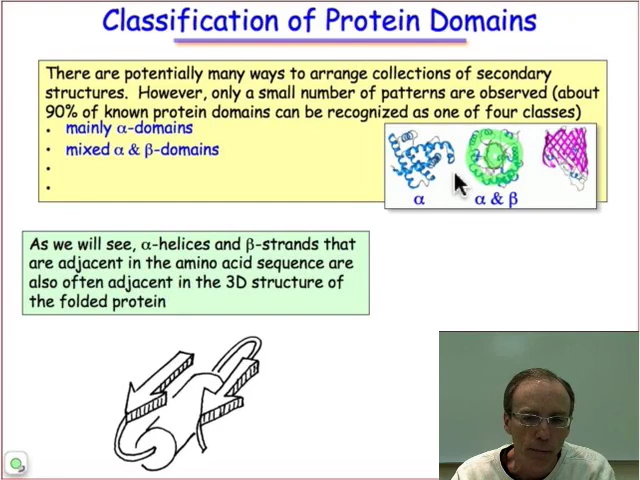 Classification of Protein Domains
There are potentially many ways to arrange collections of secondary
structures. However, only a small number of patterns are observed (about
90% of known protein domains can be recognized as one of four classes)
• mainly α-domains
• mixed α & β-domains
•
•
α α & β
As we will see, α-helices and β-strands that
are adjacent in the amino acid sequence are
also often adjacent in the 3D structure of
the folded protein